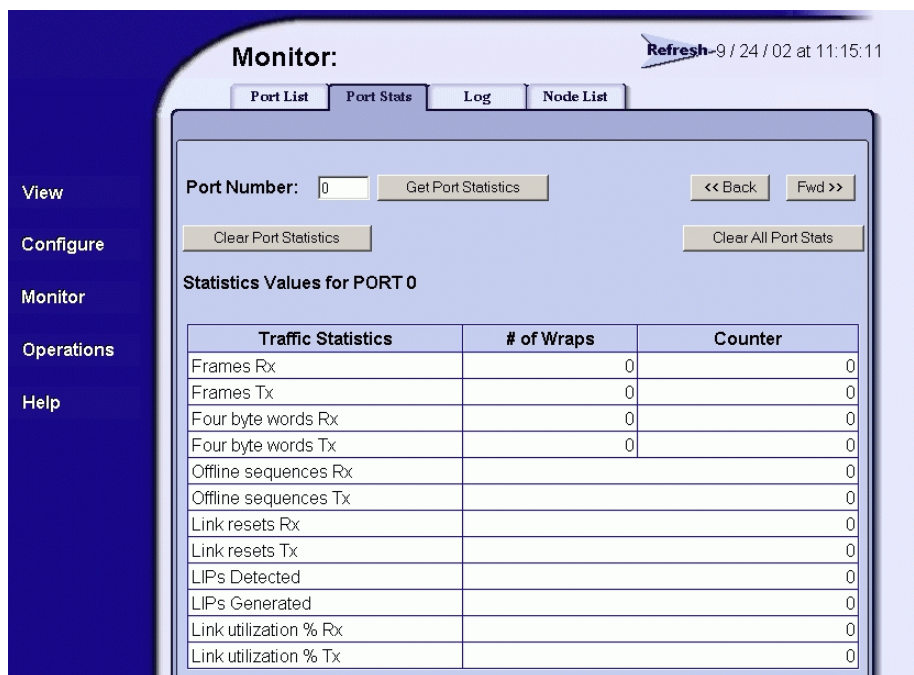 Monitor:
Refresh-9 / 24 / 02 at 11:15:11
Port List Port Stats Log Node List
View
Configure
Monitor
Operations
Help
Port Number: 0 Get Port Statistics << Back Fwd >>
Clear Port Statistics Clear All Port Stats
Statistics Values for PORT 0
Traffic Statistics # of Wraps Counter
Frames Rx 0 0
Frames Tx 0 0
Four byte words Rx 0 0
Four byte words Tx 0 0
Offline sequences Rx 0
Offline sequences Tx 0
Link resets Rx 0
Link resets Tx 0
LIPs Detected 0
LIPs Generated 0
Link utilization % Rx 0
Link utilization % Tx 0